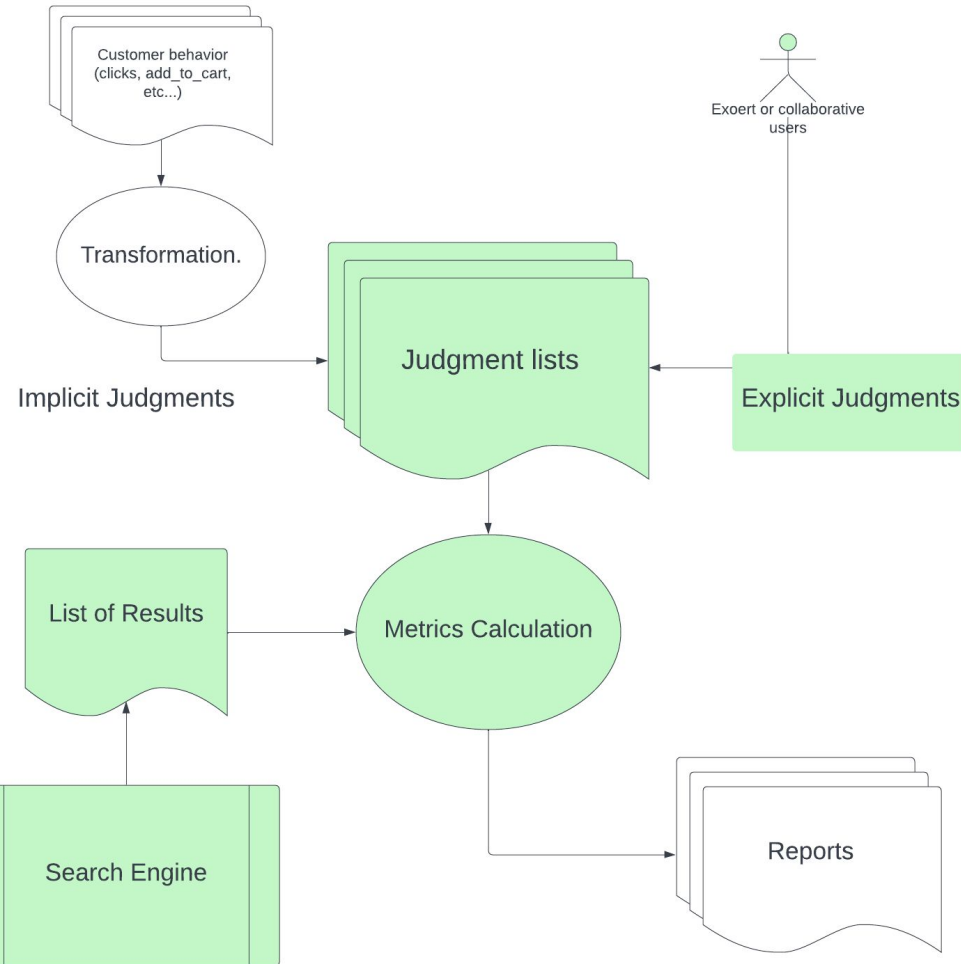 Customer behavior
(clicks, add_to_cart,
etc...)
Exoert or collaborative
users
Transformation.
Judgment lists
Implicit Judgments
Explicit Judgments
List of Results
Metrics Calculation
Search Engine
Reports